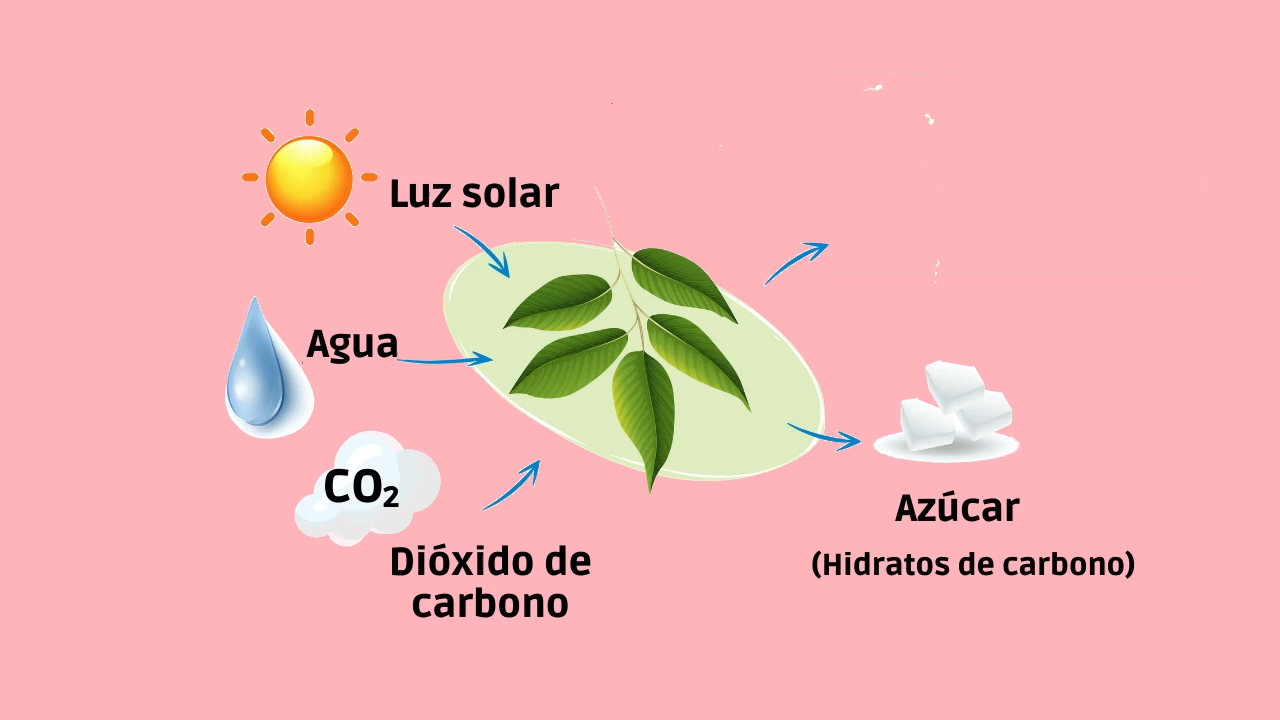 Luz solar
Agua
CO₂
Dióxido de
carbono
Azúcar
(Hidratos de carbono)